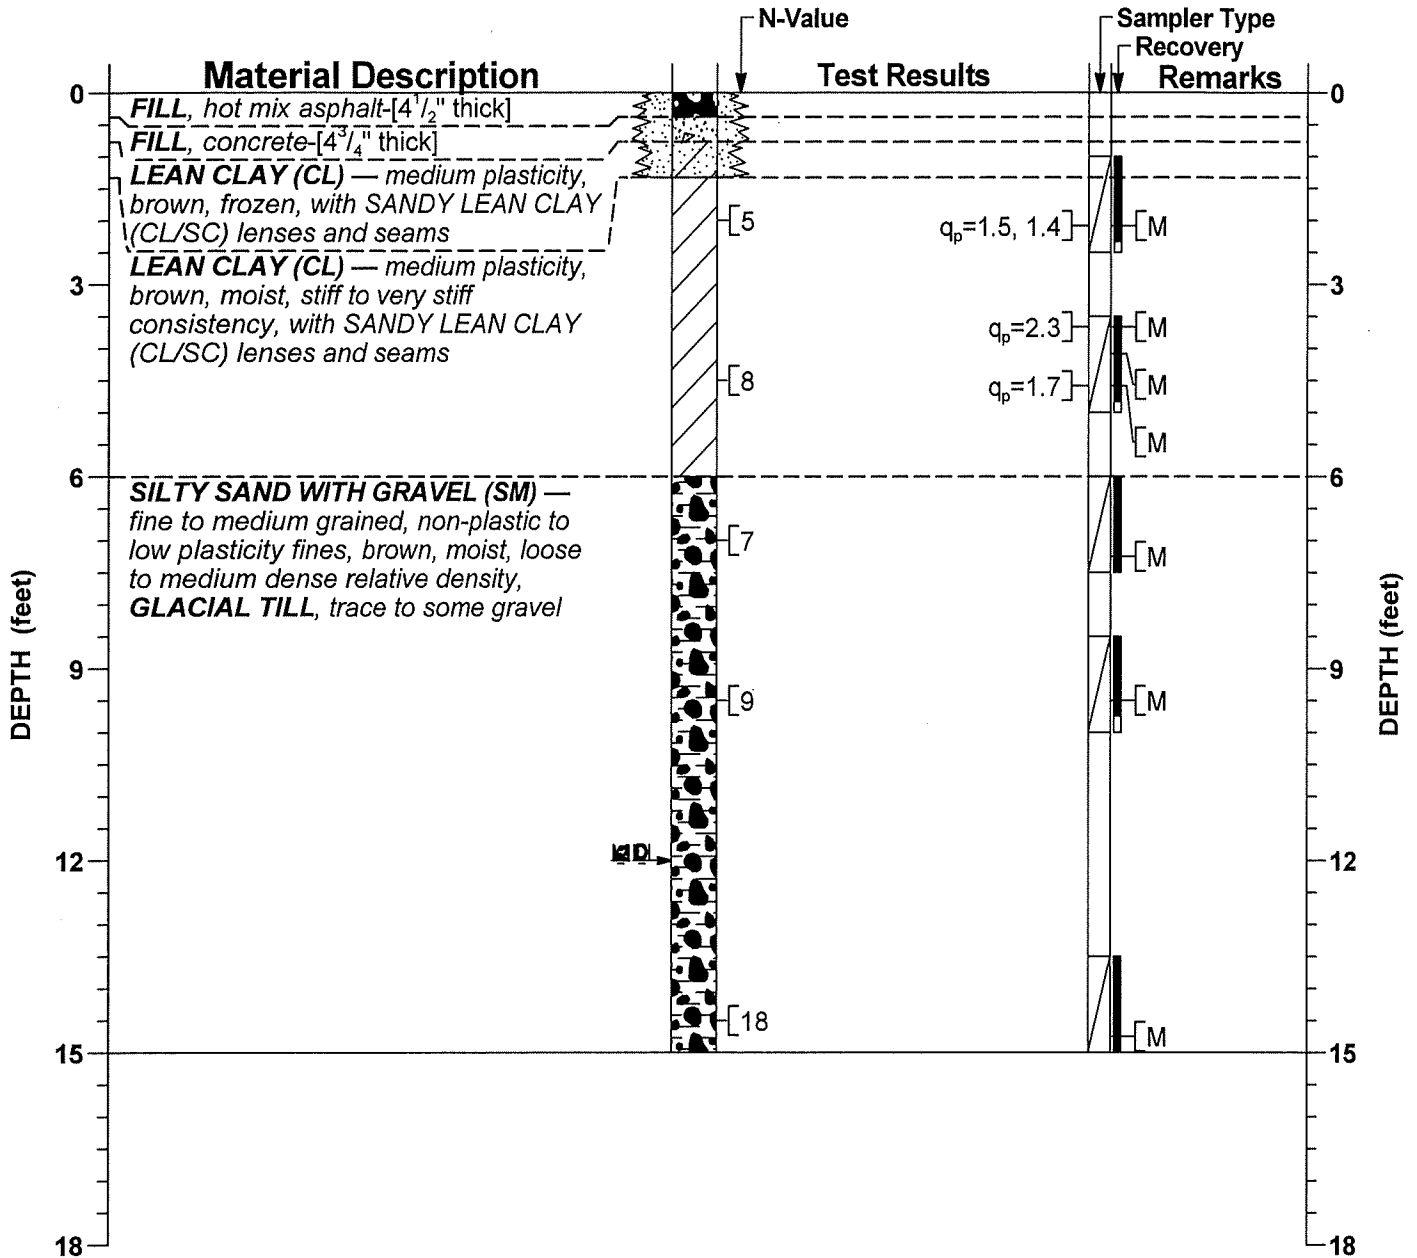 N-Value
Sampler Type
Recovery
Material Description
Test Results
Remarks
0
0
FILL, hot mix asphalt-[4 1/2" thick]
FILL, concrete-[4 3/4" thick]
LEAN CLAY (CL) — medium plasticity,
brown, frozen, with SANDY LEAN CLAY
(CL/SC) lenses and seams
5
qp=1.5, 1.4
M
LEAN CLAY (CL) — medium plasticity,
brown, moist, stiff to very stiff
consistency, with SANDY LEAN CLAY
(CL/SC) lenses and seams
3
3
qp=2.3
M
8
qp=1.7
M
M
6
6
SILTY SAND WITH GRAVEL (SM) —
fine to medium grained, non-plastic to
low plasticity fines, brown, moist, loose
to medium dense relative density,
GLACIAL TILL, trace to some gravel
7
M
DEPTH (feet)
DEPTH (feet)
9
9
9
M
12
12
18
M
15
15
18
18